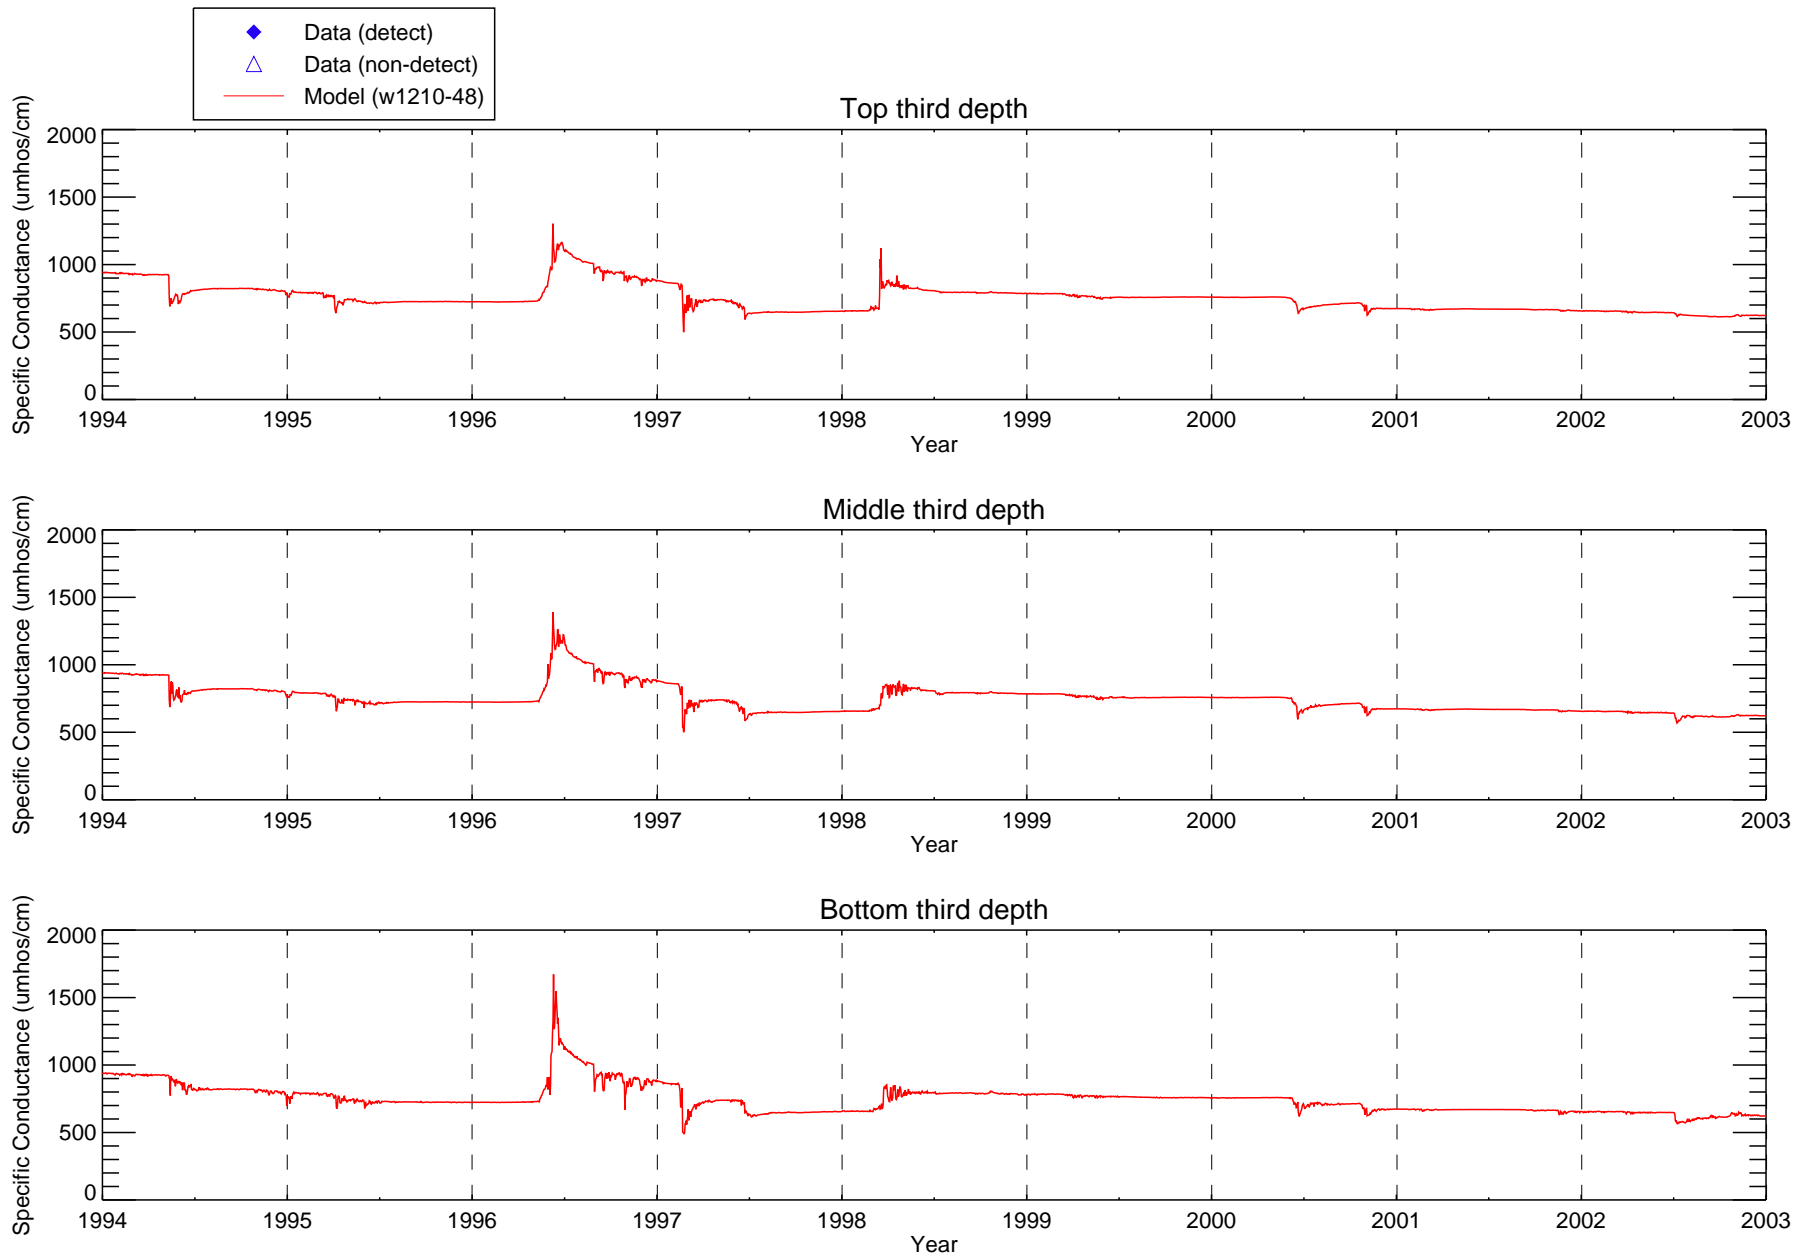 Data (detect)
Data (non-detect)
Model (w1210-48)
Top third depth
Specific Conductance (umhos/cm)
2000
1500
1000
500
0
1994 1995 1996 1997 1998 1999 2000 2001 2002 2003
Year
Middle third depth
Specific Conductance (umhos/cm)
2000
1500
1000
500
0
1994 1995 1996 1997 1998 1999 2000 2001 2002 2003
Year
Bottom third depth
Specific Conductance (umhos/cm)
2000
1500
1000
500
0
1994 1995 1996 1997 1998 1999 2000 2001 2002 2003
Year